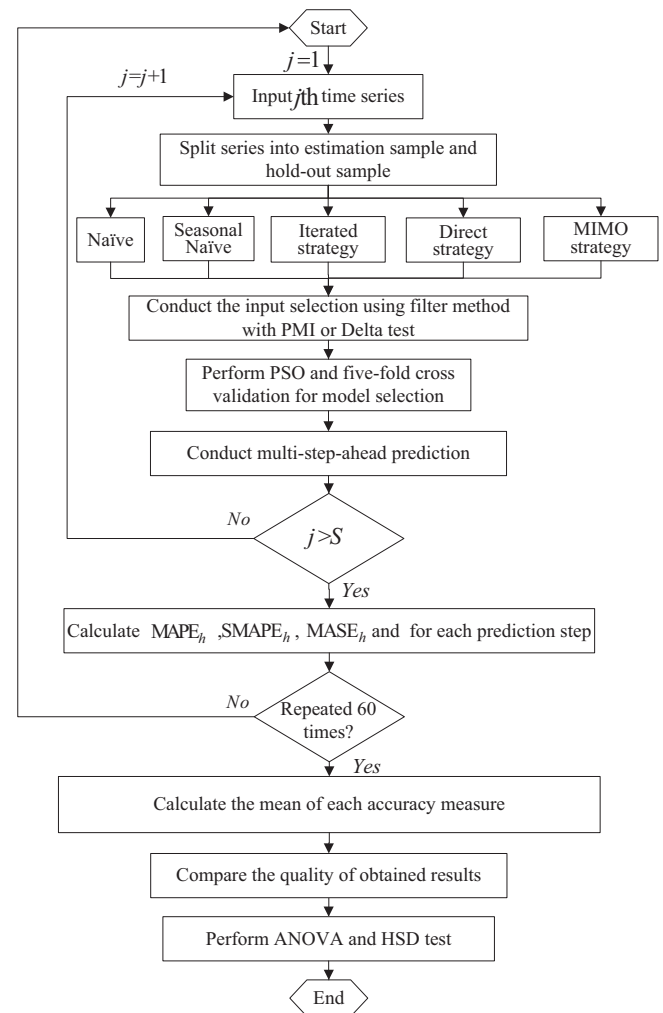 Start
j=1
j=j+1
Input jth time series
Split series into estimation sample and
hold-out sample
Naïve
Seasonal
Naïve
Iterated
strategy
Direct
strategy
MIMO
strategy
Conduct the input selection using filter method
with PMI or Delta test
Perform PSO and five-fold cross
validation for model selection
Conduct multi-step-ahead prediction
No
j>S
Yes
Calculate MAPEₕ ,SMAPEₕ , MASEₕ and for each prediction step
No
Repeated 60
times?
Yes
Calculate the mean of each accuracy measure
Compare the quality of obtained results
Perform ANOVA and HSD test
End